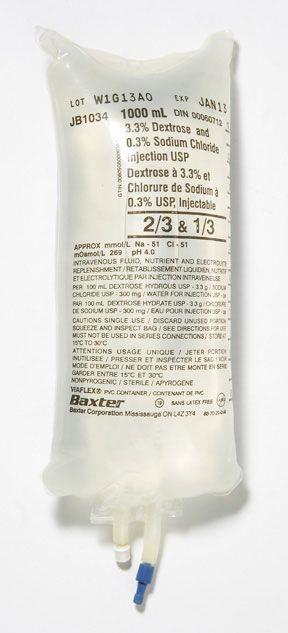 LOT W1G13A0 EXP JAN13
JB1034 1000 mL DIN 00060712
3.3% Dextrose and
0.3% Sodium Chloride
Injection USP
Dextrose à 3.3% et
Chlorure de Sodium à
0.3% USP, Injectable
2/3 & 1/3
APPROX mmol/L Na - 51 Cl - 51
mOsmol/L 269 pH 4.0
INTRAVENOUS FLUID, NUTRIENT AND ELECTROLYTE
REPLENISHMENT / RETABLISSEMENT LIQUIDIEN, NUTRITIF
ET ELECTROLYTIQUE PAR INJECTION INTRAVEINEUSE
PER 100 mL DEXTROSE HYDROUS USP - 3.3 g / SODIUM
CHLORIDE USP - 300 mg / WATER FOR INJECTION USP - qs
PAR 100 mL DEXTROSE HYDRATE USP - 3.3 g / CHLORURE
DE SODIUM USP - 300 mg / EAU POUR INJECTION USP - qs
CAUTIONS SINGLE USE / DISCARD UNUSED PORTION
SQUEEZE AND INSPECT BAG / SEE DIRECTIONS FOR USE
MUST NOT BE USED IN SERIES CONNECTIONS / STORE AT
15°C TO 30°C
ATTENTIONS USAGE UNIQUE / JETER PORTION
INUTILISEE / PRESSER ET INSPECTER LE SAC / VOIR
MODE D'EMPLOI / NE DOIT PAS ETRE MONTE EN SERIE
GARDER ENTRE 15°C ET 30°C
NONPYROGENIC / STERILE / APYROGENE
VIAFLEX® PVC CONTAINER / CONTENANT DE PVC
Baxter SANS LATEX FREE
Baxter Corporation Mississauga ON L4Z 3Y4